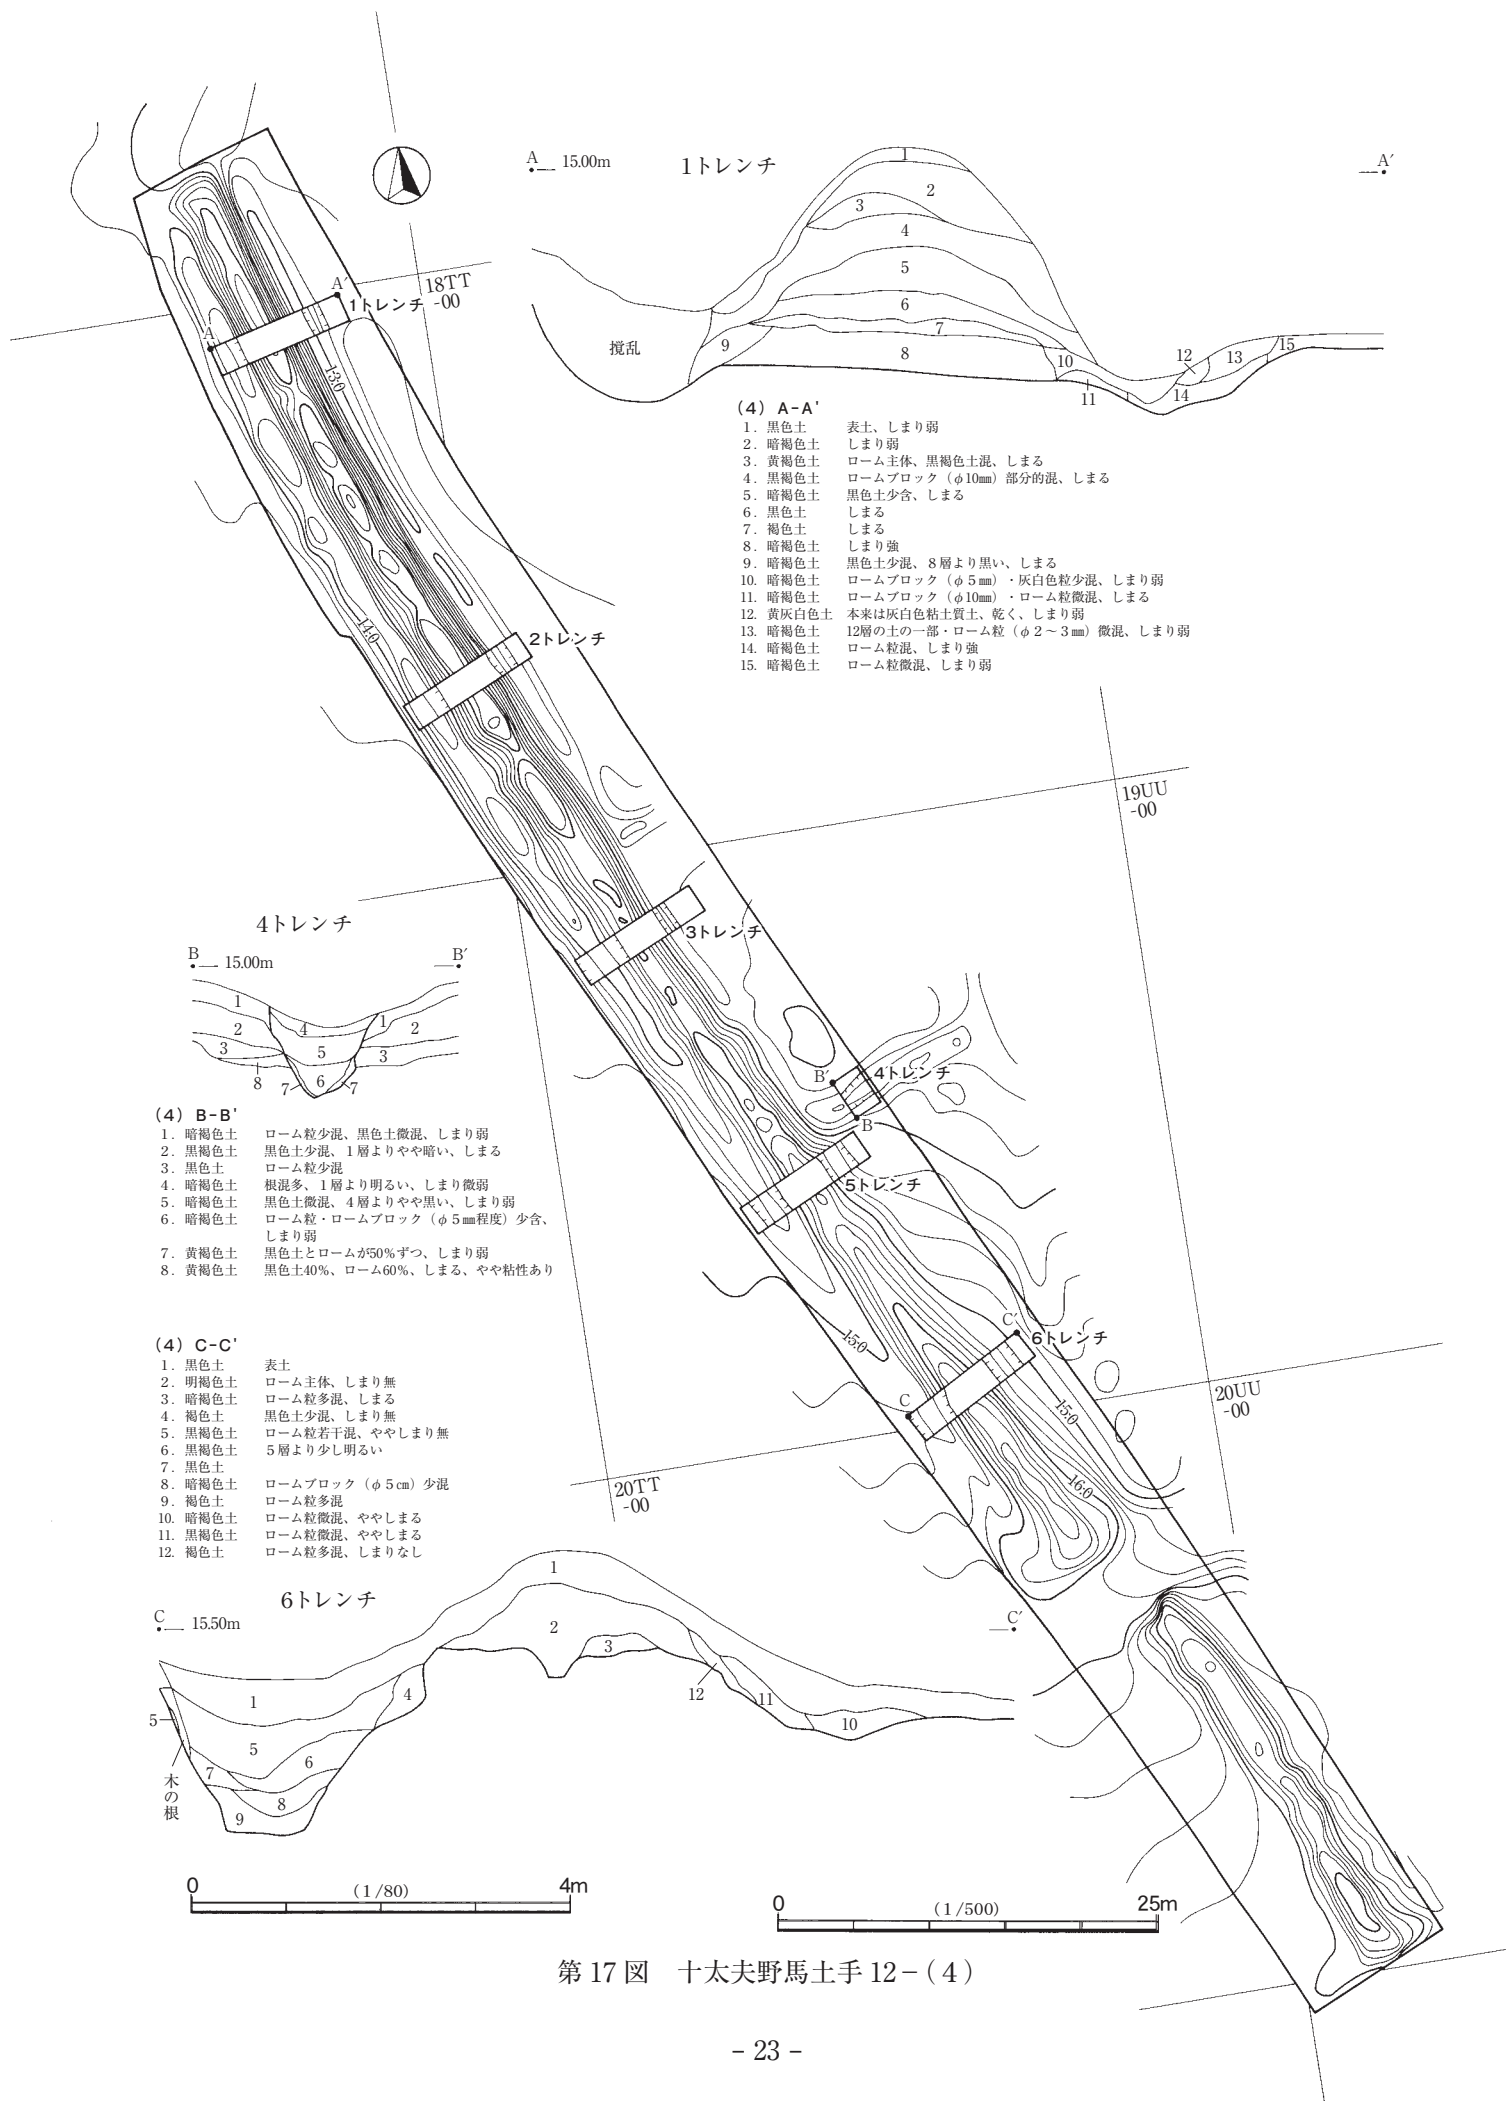 A 15.00m 1トレンチ A′
1
2
3
4
5
6
7
8
9
10
11
12
13
14
15
撹乱
A′
18TT
-00
1トレンチ
A
13.0
(4) A-A'
1. 黒色土 表土、しまり弱
2. 暗褐色土 しまり弱
3. 黄褐色土 ローム主体、黒褐色土混、しまる
4. 黒褐色土 ロームブロック（φ10㎜）部分的混、しまる
5. 暗褐色土 黒色土少含、しまる
6. 黒色土 しまる
7. 褐色土 しまる
8. 暗褐色土 しまり強
9. 暗褐色土 黒色土少混、８層より黒い、しまる
10. 暗褐色土 ロームブロック（φ５㎜）・灰白色粒少混、しまり弱
11. 暗褐色土 ロームブロック（φ10㎜）・ローム粒微混、しまる
12. 黄灰白色土 本来は灰白色粘土質土、乾く、しまり弱
13. 暗褐色土 12層の土の一部・ローム粒（φ２～３㎜）微混、しまり弱
14. 暗褐色土 ローム粒混、しまり強
15. 暗褐色土 ローム粒微混、しまり弱
14.0
2トレンチ
19UU
-00
3トレンチ
4トレンチ
B 15.00m B′
1
2
3
4
5
6
7
8
7
1
2
3
B′
4トレンチ
B
5トレンチ
(4) B-B'
1. 暗褐色土 ローム粒少混、黒色土微混、しまり弱
2. 黒褐色土 黒色土少混、１層よりやや暗い、しまる
3. 黒色土 ローム粒少混
4. 暗褐色土 根混多、１層より明るい、しまり微弱
5. 暗褐色土 黒色土微混、４層よりやや黒い、しまり弱
6. 暗褐色土 ローム粒・ロームブロック（φ５㎜程度）少含、
しまり弱
7. 黄褐色土 黒色土とロームが50%ずつ、しまり弱
8. 黄褐色土 黒色土40%、ローム60%、しまる、やや粘性あり
15.0
C′
6トレンチ
C
15.0
16.0
20UU
-00
20TT
-00
(4) C-C'
1. 黒色土 表土
2. 明褐色土 ローム主体、しまり無
3. 暗褐色土 ローム粒多混、しまる
4. 褐色土 黒色土少混、しまり無
5. 黒褐色土 ローム粒若干混、ややしまり無
6. 黒褐色土 ５層より少し明るい
7. 黒色土
8. 暗褐色土 ロームブロック（φ５㎝）少混
9. 褐色土 ローム粒多混
10. 暗褐色土 ローム粒微混、ややしまる
11. 黒褐色土 ローム粒微混、ややしまる
12. 褐色土 ローム粒多混、しまりなし
6トレンチ
C 15.50m C′
1
2
3
1
4
5
5
6
7
8
9
10
11
12
木の根
0 (1/80) 4m
0 (1/500) 25m
第 17 図　十太夫野馬土手 12－( 4 )
- 23 -